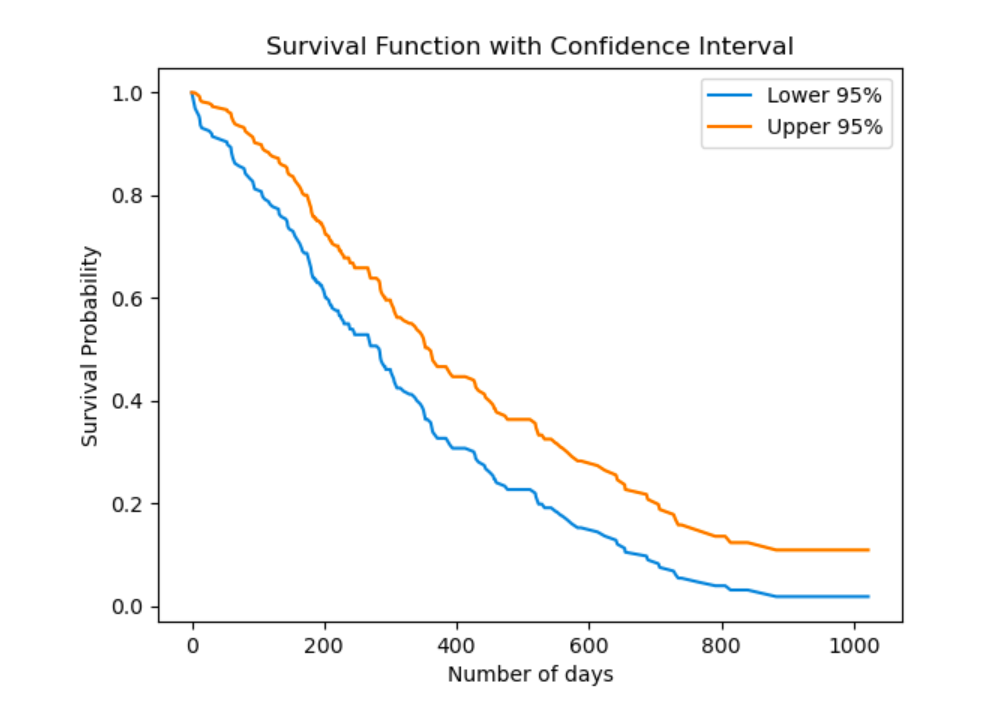 Survival Function with Confidence Interval
Lower 95%
Upper 95%
Survival Probability
1.0
0.8
0.6
0.4
0.2
0.0
0 200 400 600 800 1000
Number of days